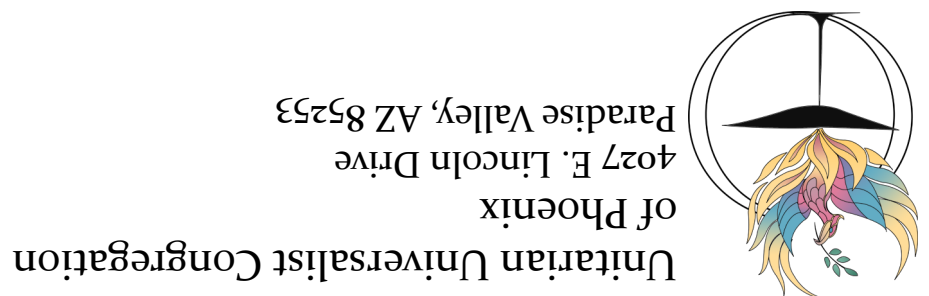 Unitarian Universalist Congregation
of Phoenix
4027 E. Lincoln Drive
Paradise Valley, AZ 85253